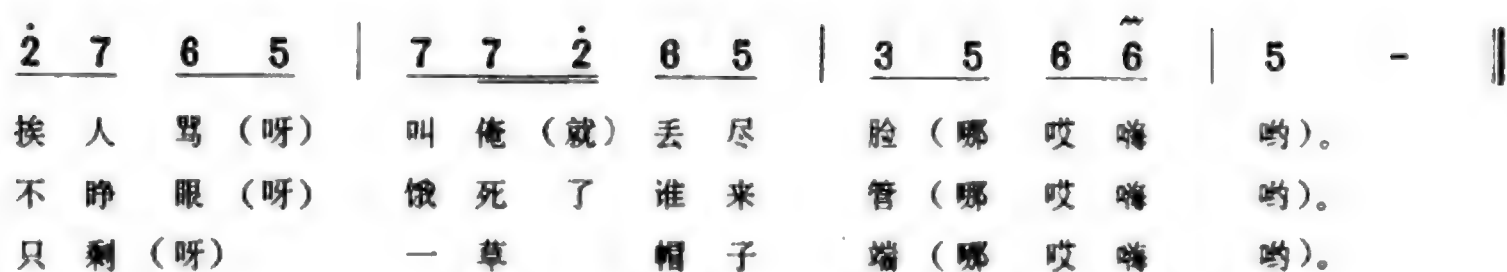 2̇ 7 6 5 | 7 7 2̇ 6 5 | 3 5 6 6 | 5 - ‖
挨 人 骂（呀） 叫 俺（就）丢 尽 脸（哪 哎 嗨 哟）。
不 睁 眼（呀） 饿 死 了 谁 来 管（哪 哎 嗨 哟）。
只 剩（呀） 一 草 帽 子 端（哪 哎 嗨 哟）。